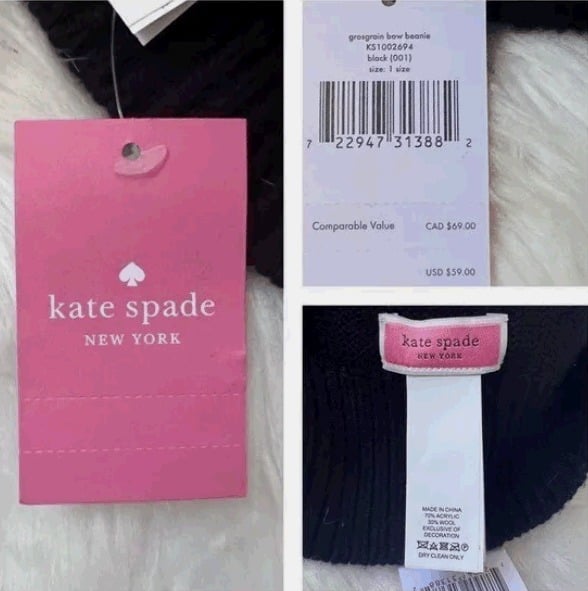 kate spade
NEW YORK
grosgrain bow beanie
KS1002694
black (001)
size: 1 size
7 22947 31388 2
Comparable Value CAD $69.00
USD $59.00
kate spade
NEW YORK
MADE IN CHINA
70% ACRYLIC
30% WOOL
EXCLUSIVE OF
DECORATION
DRY CLEAN ONLY